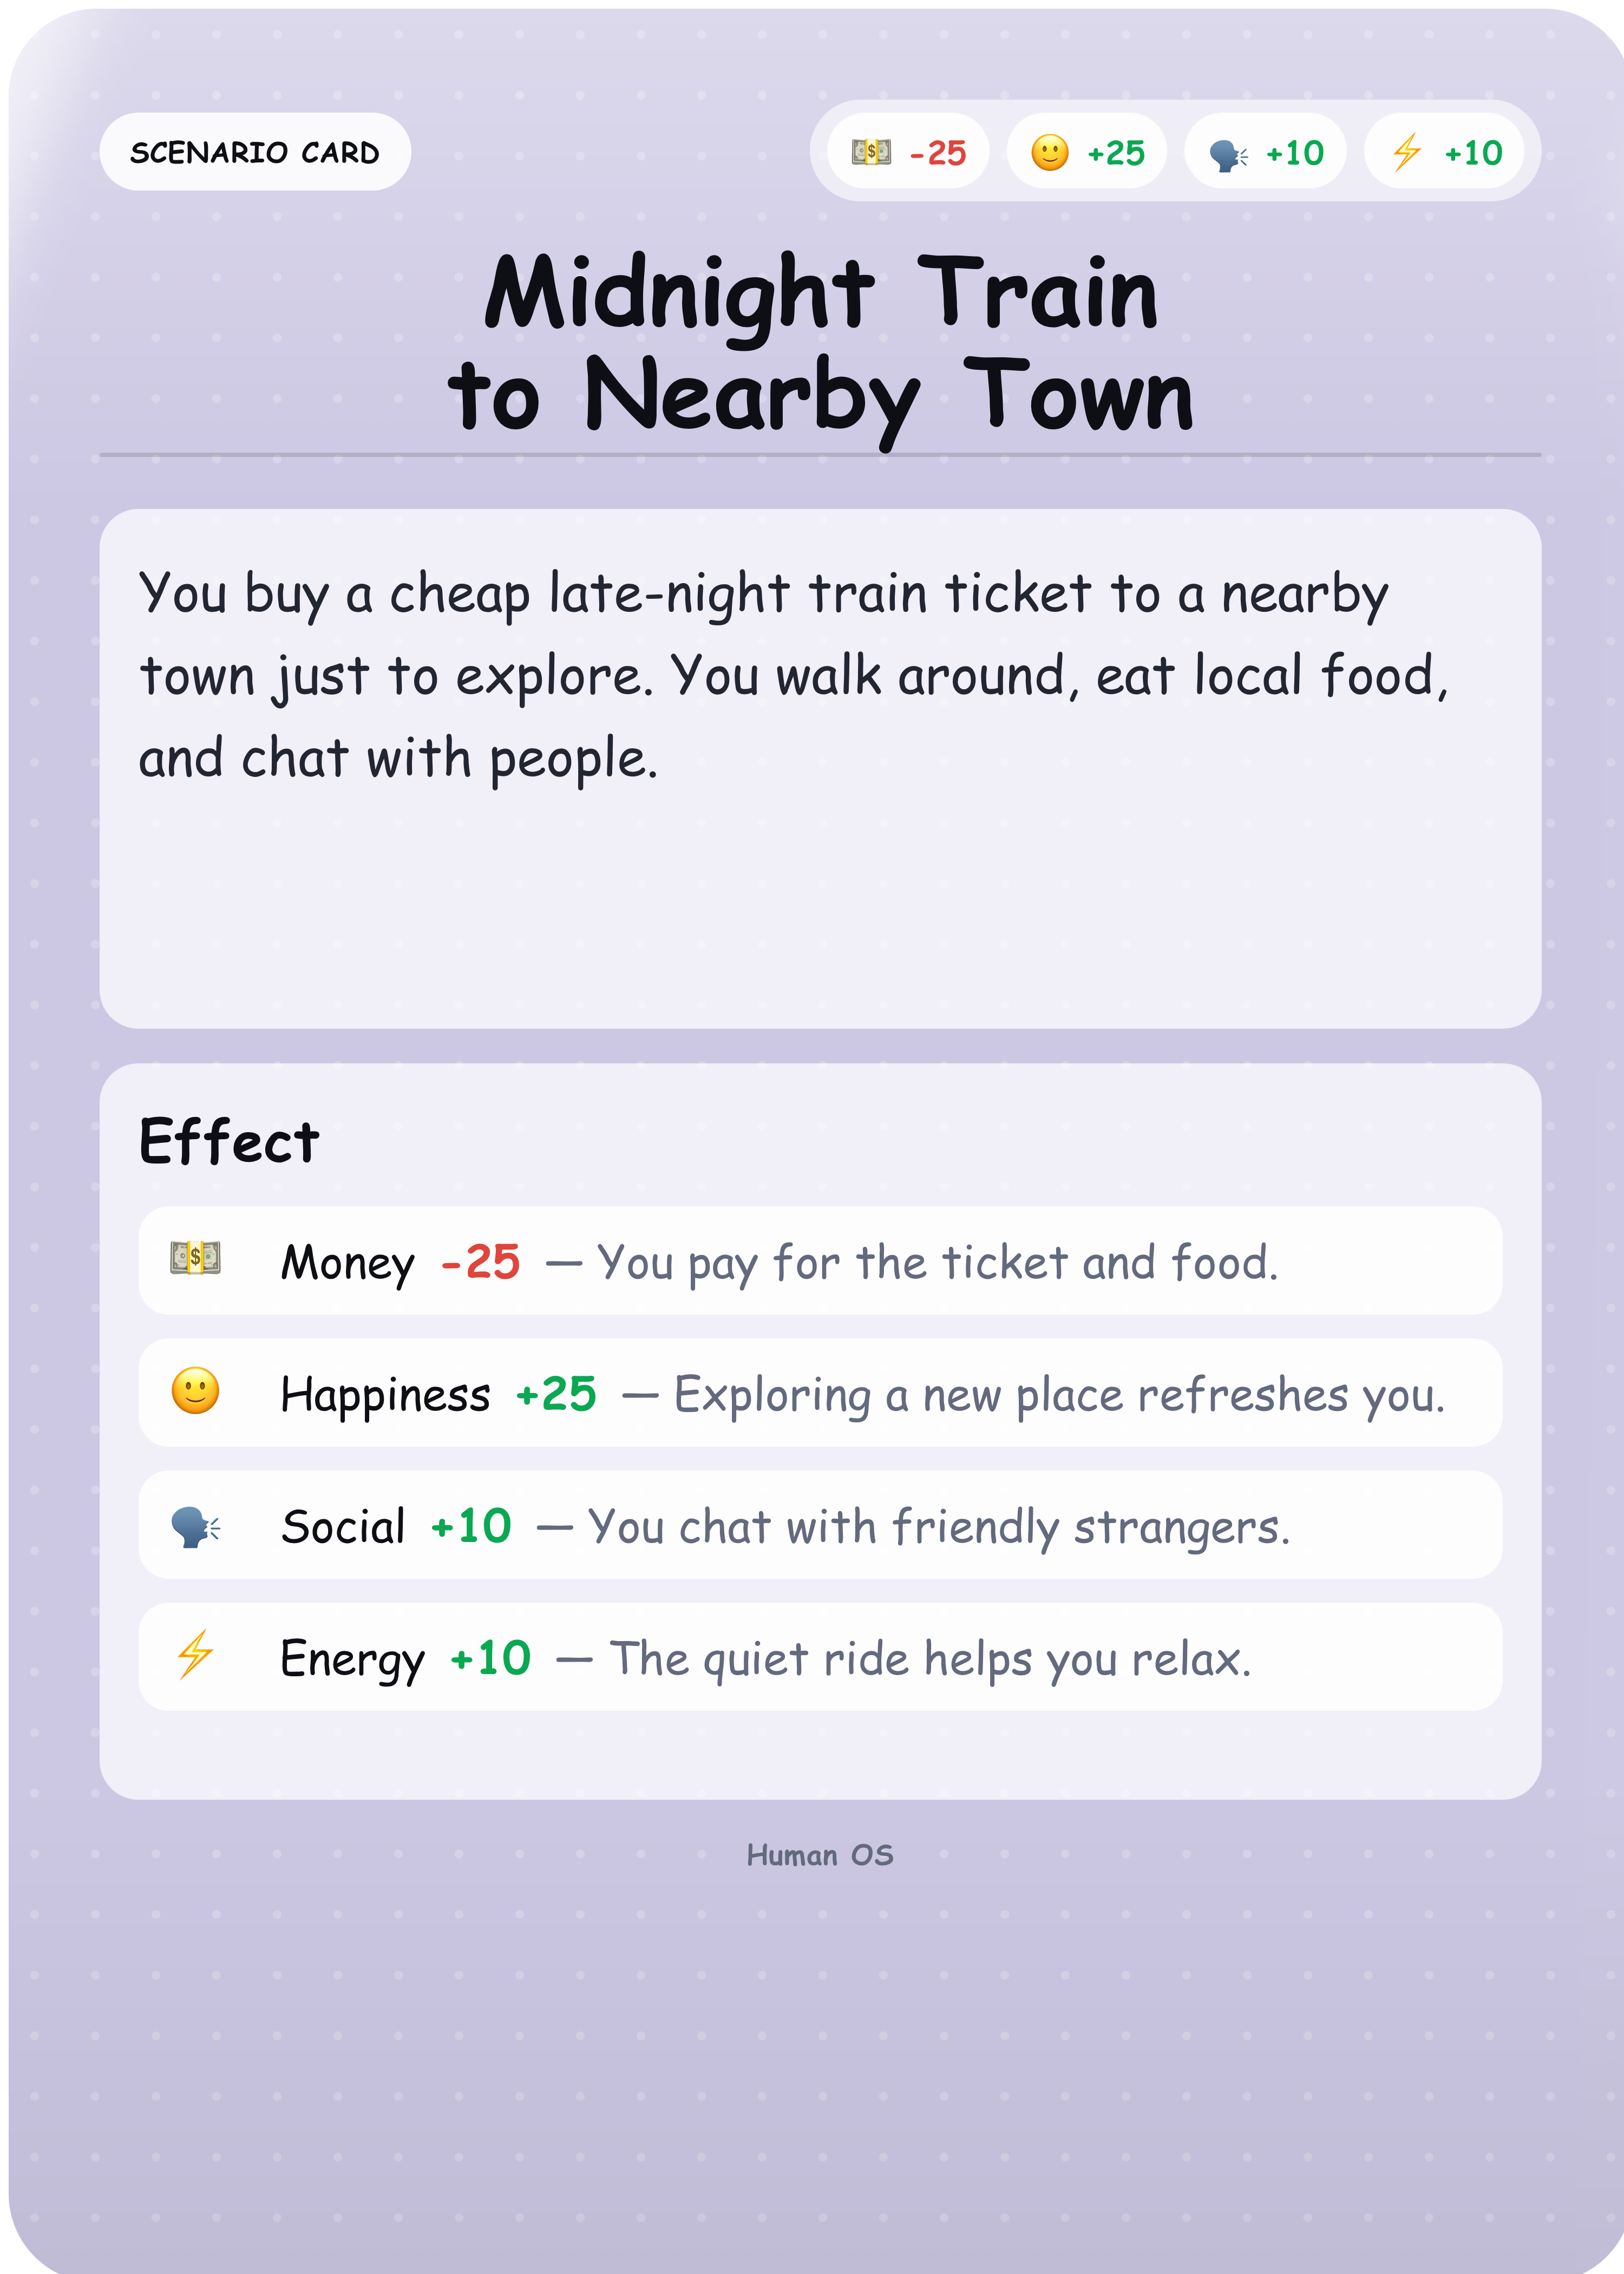 SCENARIO CARD
-25 +25 +10 +10
Midnight Train
to Nearby Town
You buy a cheap late-night train ticket to a nearby
town just to explore. You walk around, eat local food,
and chat with people.
Effect
Money -25 — You pay for the ticket and food.
Happiness +25 — Exploring a new place refreshes you.
Social +10 — You chat with friendly strangers.
Energy +10 — The quiet ride helps you relax.
Human OS